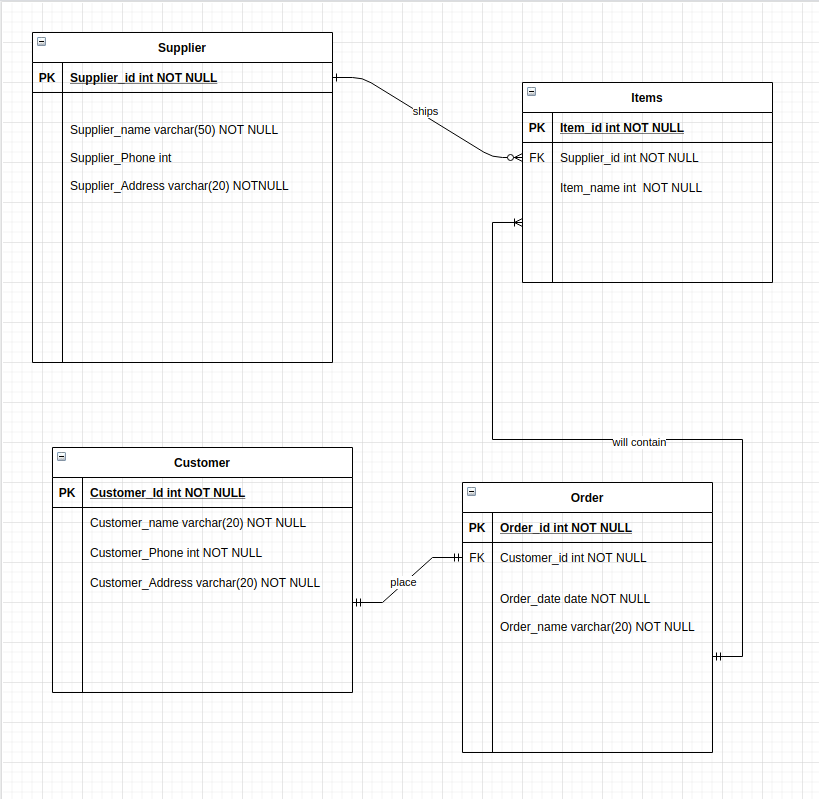 Supplier
PK Supplier_id int NOT NULL
Supplier_name varchar(50) NOT NULL
Supplier_Phone int
Supplier_Address varchar(20) NOTNULL
ships
Items
PK Item_id int NOT NULL
FK Supplier_id int NOT NULL
Item_name int  NOT NULL
will contain
Customer
PK Customer_Id int NOT NULL
Customer_name varchar(20) NOT NULL
Customer_Phone int NOT NULL
Customer_Address varchar(20) NOT NULL
place
Order
PK Order_id int NOT NULL
FK Customer_id int NOT NULL
Order_date date NOT NULL
Order_name varchar(20) NOT NULL